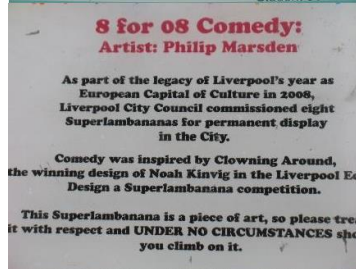 8 for 08 Comedy:
Artist: Philip Marsden
As part of the legacy of Liverpool's year as
European Capital of Culture in 2008,
Liverpool City Council commissioned eight
Superlambananas for permanent display
in the City.
Comedy was inspired by Clowning Around,
the winning design of Noah Kinvig in the Liverpool
Design a Superlambanana competition.
This Superlambanana is a piece of art, so please
it with respect and UNDER NO CIRCUMSTANCES
you climb on it.